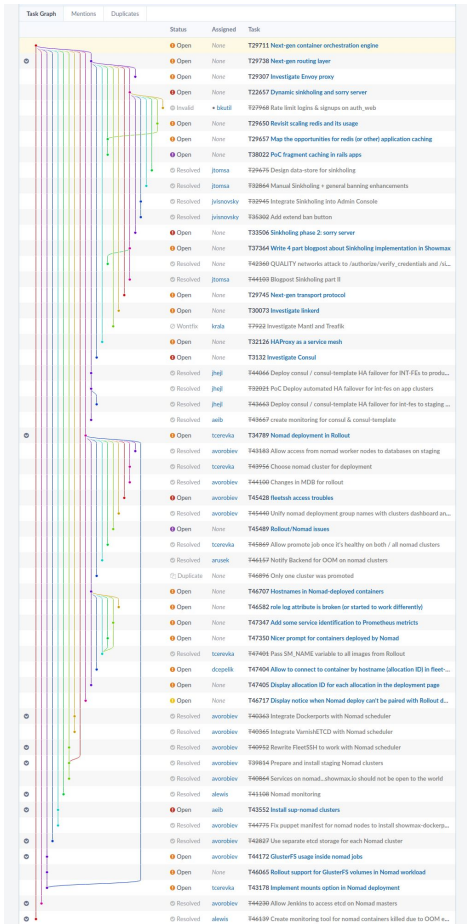 Task Graph Mentions Duplicates
Status Assigned Task
Open None T29711 Next-gen container orchestration engine
Open None T29738 Next-gen routing layer
Open None T29307 Investigate Envoy proxy
Open None T22657 Dynamic sinkholing and sorry server
Invalid • bkutil T27968 Rate limit logins & signups on auth_web
Open None T29650 Revisit scaling redis and its usage
Open None T29657 Map the opportunities for redis (or other) application caching
Open None T38022 PoC fragment caching in rails apps
Resolved jtomsa T29675 Design data-store for sinkholing
Resolved jtomsa T32864 Manual Sinkholing + general banning enhancements
Resolved jvisnovsky T32945 Integrate Sinkholing into Admin Console
Resolved jvisnovsky T35302 Add extend ban button
Open None T33506 Sinkholing phase 2: sorry server
Open None T37364 Write 4 part blogpost about Sinkholing implementation in Showmax
Resolved None T42360 QUALITY networks attack to /authorize/verify_credentials and /si...
Resolved jtomsa T44103 Blogpost Sinkholing part II
Open None T29745 Next-gen transport protocol
Open None T30073 Investigate linkerd
Wontfix krala T7922 Investigate Mantl and Treafik
Open None T32126 HAProxy as a service mesh
Open None T3132 Investigate Consul
Resolved jhejl T44066 Deploy consul / consul-template HA failover for INT-FEs to produ...
Resolved jhejl T32021 PoC Deploy automated HA failover for int-fes on app clusters
Resolved jhejl T43663 Deploy consul / consul-template HA failover for int-fes to staging ...
Resolved aeib T43667 create monitoring for consul & consul-template
Open tcerevka T34789 Nomad deployment in Rollout
Resolved avorobiev T43183 Allow access from nomad worker nodes to databases on staging
Resolved tcerevka T43956 Choose nomad cluster for deployment
Resolved avorobiev T44100 Changes in MDB for rollout
Open avorobiev T45428 fleetssh access troubles
Resolved avorobiev T45440 Unify nomad deployment group names with clusters dashboard an...
Open None T45489 Rollout/Nomad issues
Resolved tcerevka T45869 Allow promote job once it's healthy on both / all nomad clusters
Resolved arusek T46157 Notify Backend for OOM on nomad clusters
Duplicate None T46896 Only one cluster was promoted
Open None T46707 Hostnames in Nomad-deployed containers
Open None T46582 role log attribute is broken (or started to work differently)
Open None T47347 Add some service identification to Prometheus metrics
Open None T47350 Nicer prompt for containers deployed by Nomad
Resolved tcerevka T47401 Pass SM_NAME variable to all images from Rollout
Open dcepelik T47404 Allow to connect to container by hostname (allocation ID) in fleet-...
Open None T47405 Display allocation ID for each allocation in the deployment page
Open None T46717 Display notice when Nomad deploy can't be paired with Rollout d...
Resolved avorobiev T40363 Integrate Dockerports with Nomad scheduler
Resolved avorobiev T40365 Integrate VarnishETCD with Nomad scheduler
Resolved avorobiev T40952 Rewrite FleetSSH to work with Nomad scheduler
Resolved avorobiev T39814 Prepare and install staging Nomad clusters
Resolved avorobiev T40864 Services on nomad...showmax.io should not be open to the world
Resolved alewis T41108 Nomad monitoring
Open aeib T43552 Install sup-nomad clusters
Resolved avorobiev T44775 Fix puppet manifest for nomad nodes to install showmax-dockerp...
Resolved avorobiev T42827 Use separate etcd storage for each Nomad cluster
Open avorobiev T44172 GlusterFS usage inside nomad jobs
Open None T46065 Rollout support for GlusterFS volumes in Nomad workload
Open tcerevka T43178 Implement mounts option in Nomad deployment
Resolved avorobiev T44230 Allow Jenkins to access etcd on Nomad masters
Resolved alewis T46139 Create monitoring tool for nomad containers killed due to OOM e...